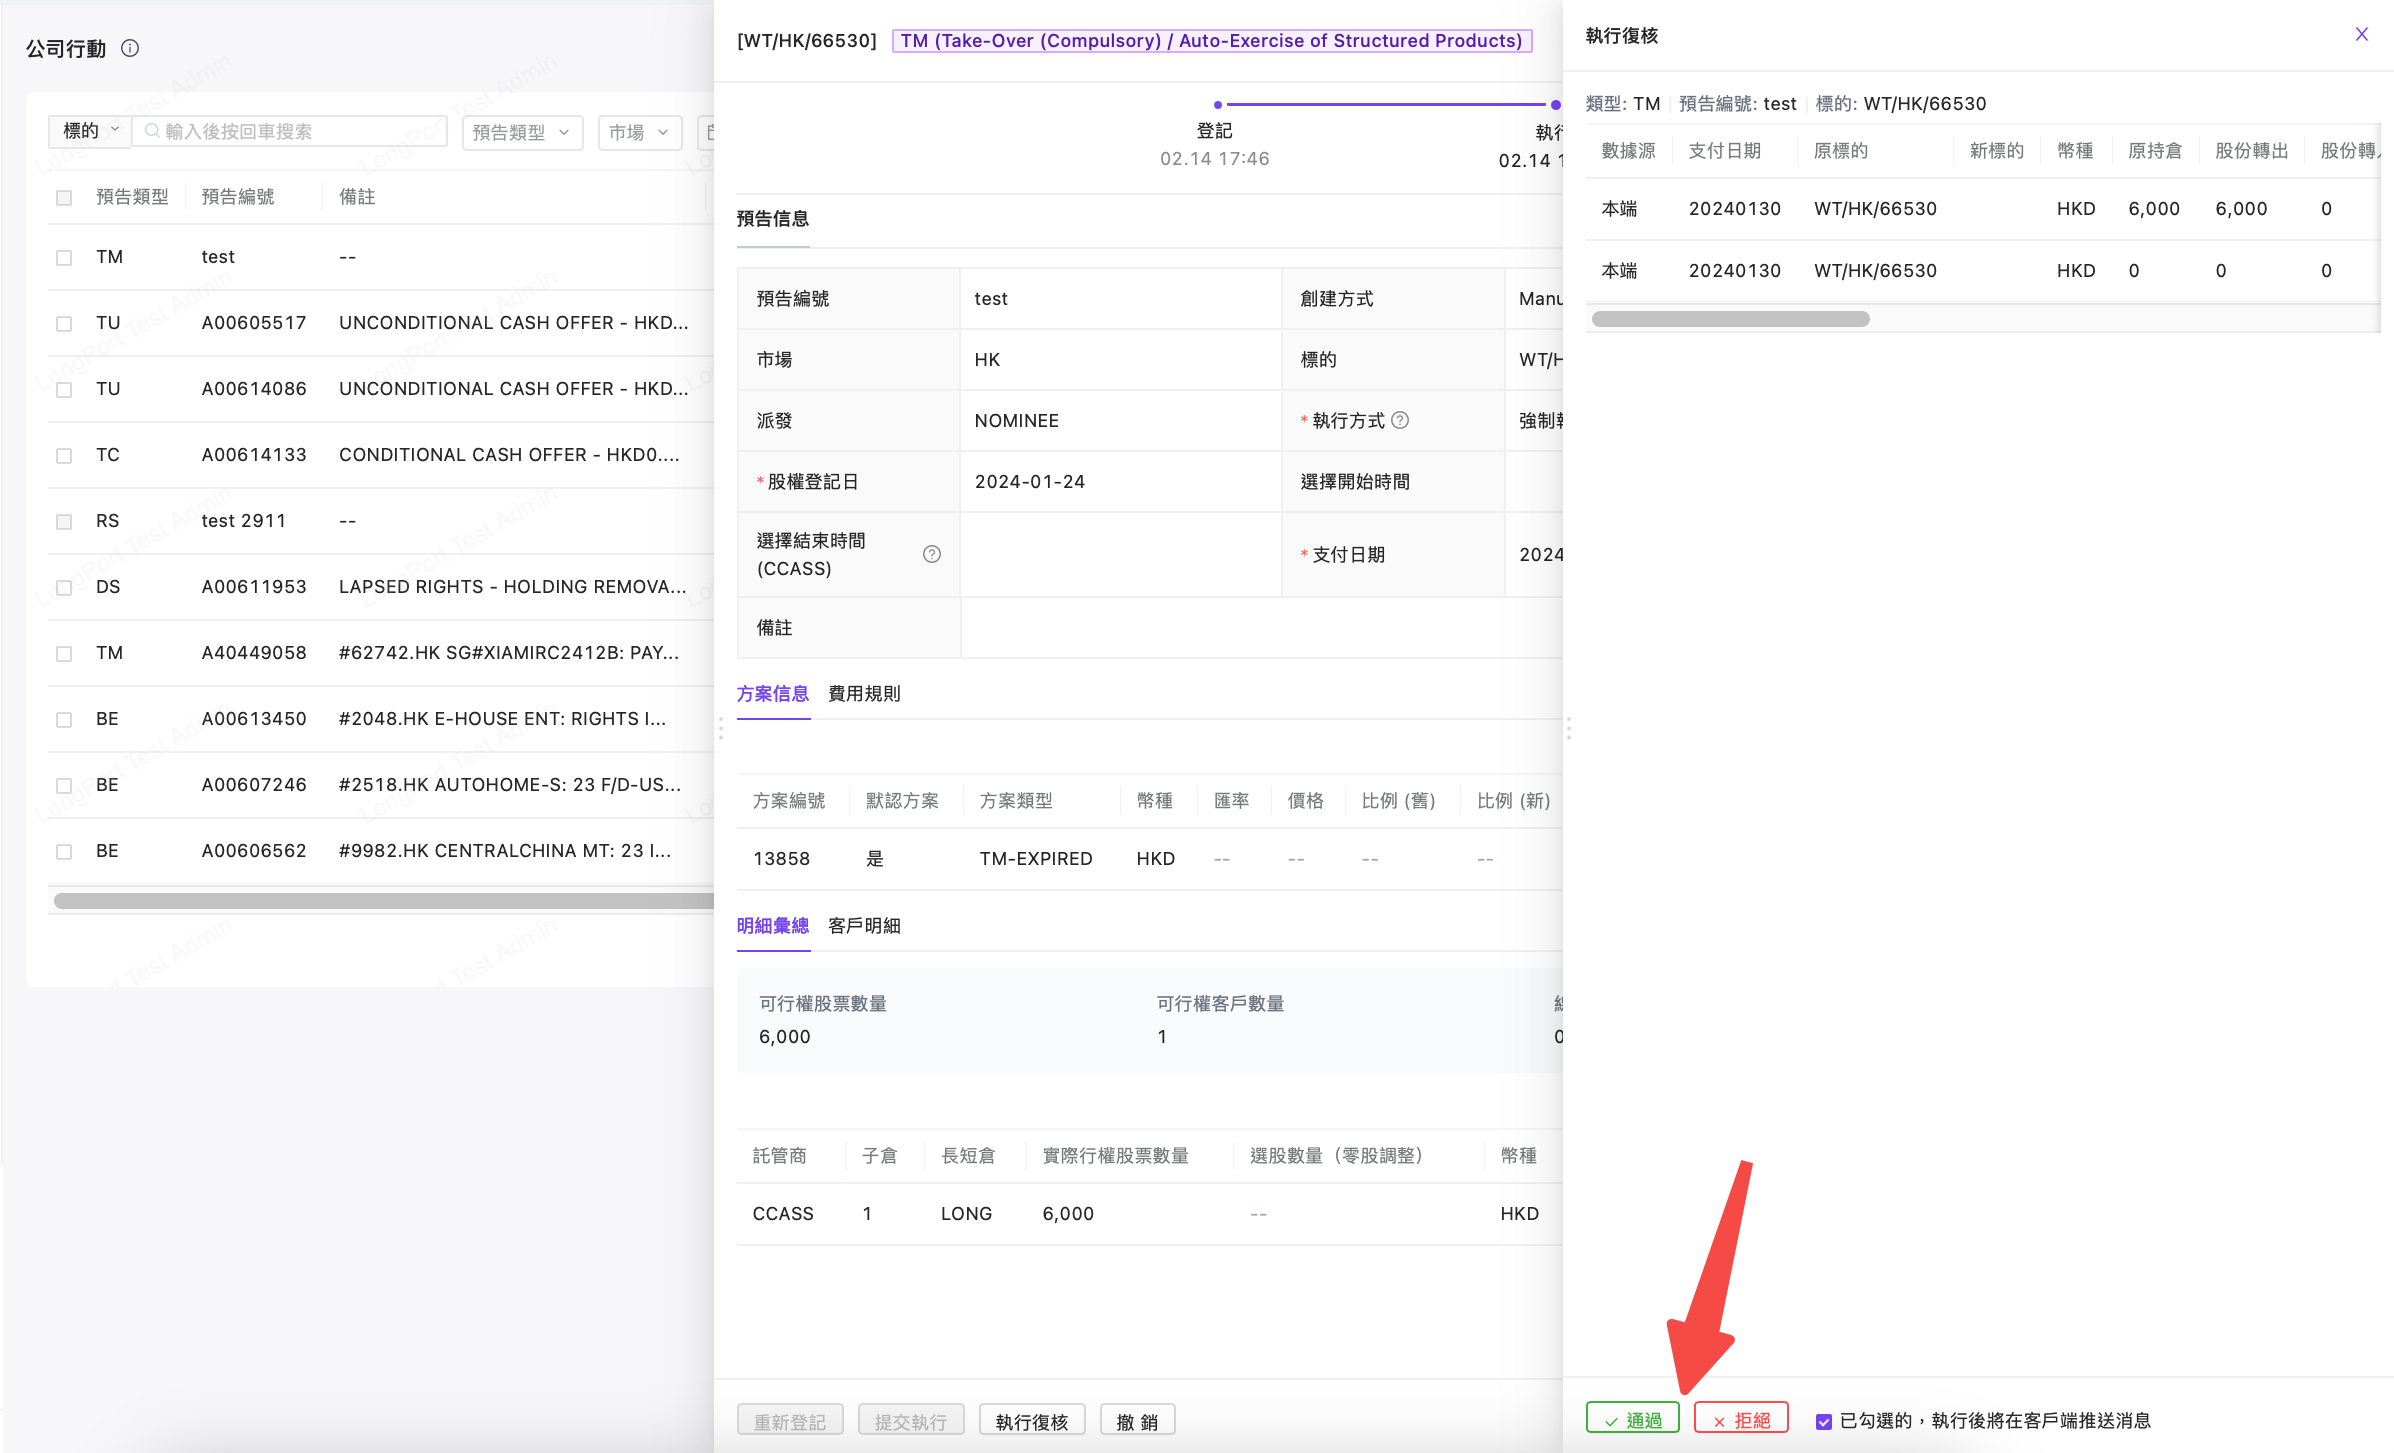 公司行動
標的 輸入後按回車搜索 預告類型 市場
預告類型 預告編號 備註
TM test --
TU A00605517 UNCONDITIONAL CASH OFFER - HKD...
TU A00614086 UNCONDITIONAL CASH OFFER - HKD...
TC A00614133 CONDITIONAL CASH OFFER - HKD0....
RS test 2911 --
DS A00611953 LAPSED RIGHTS - HOLDING REMOVA...
TM A40449058 #62742.HK SG#XIAMIRC2412B: PAY...
BE A00613450 #2048.HK E-HOUSE ENT: RIGHTS I...
BE A00607246 #2518.HK AUTOHOME-S: 23 F/D-US...
BE A00606562 #9982.HK CENTRALCHINA MT: 23 I...
LongPort Test Admin
[WT/HK/66530] TM (Take-Over (Compulsory) / Auto-Exercise of Structured Products)
登記 執行
02.14 17:46 02.14 1
預告信息
預告編號 test 創建方式 Manu
市場 HK 標的 WT/H
派發 NOMINEE * 執行方式 強制
* 股權登記日 2024-01-24 選擇開始時間
選擇結束時間
(CCASS) * 支付日期 2024
備註
方案信息 費用規則
方案編號 默認方案 方案類型 幣種 匯率 價格 比例 (舊) 比例 (新)
13858 是 TM-EXPIRED HKD -- -- -- --
明細彙總 客戶明細
可行權股票數量 可行權客戶數量
6,000 1 0
託管商 子倉 長短倉 實際行權股票數量 選股數量（零股調整） 幣種
CCASS 1 LONG 6,000 -- HKD
重新登記 提交執行 執行復核 撤 銷
執行復核
類型: TM 預告編號: test 標的: WT/HK/66530
數據源 支付日期 原標的 新標的 幣種 原持倉 股份轉出 股份轉入
本端 20240130 WT/HK/66530 HKD 6,000 6,000 0
本端 20240130 WT/HK/66530 HKD 0 0 0
通過 拒絕 已勾選的，執行後將在客戶端推送消息